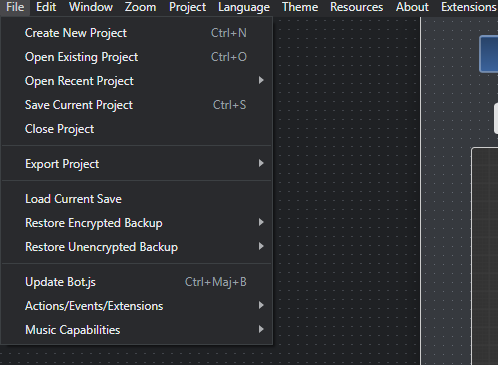 File Edit Window Zoom Project Language Theme Resources About Extensions
Create New Project Ctrl+N
Open Existing Project Ctrl+O
Open Recent Project
Save Current Project Ctrl+S
Close Project
Export Project
Load Current Save
Restore Encrypted Backup
Restore Unencrypted Backup
Update Bot.js Ctrl+Maj+B
Actions/Events/Extensions
Music Capabilities